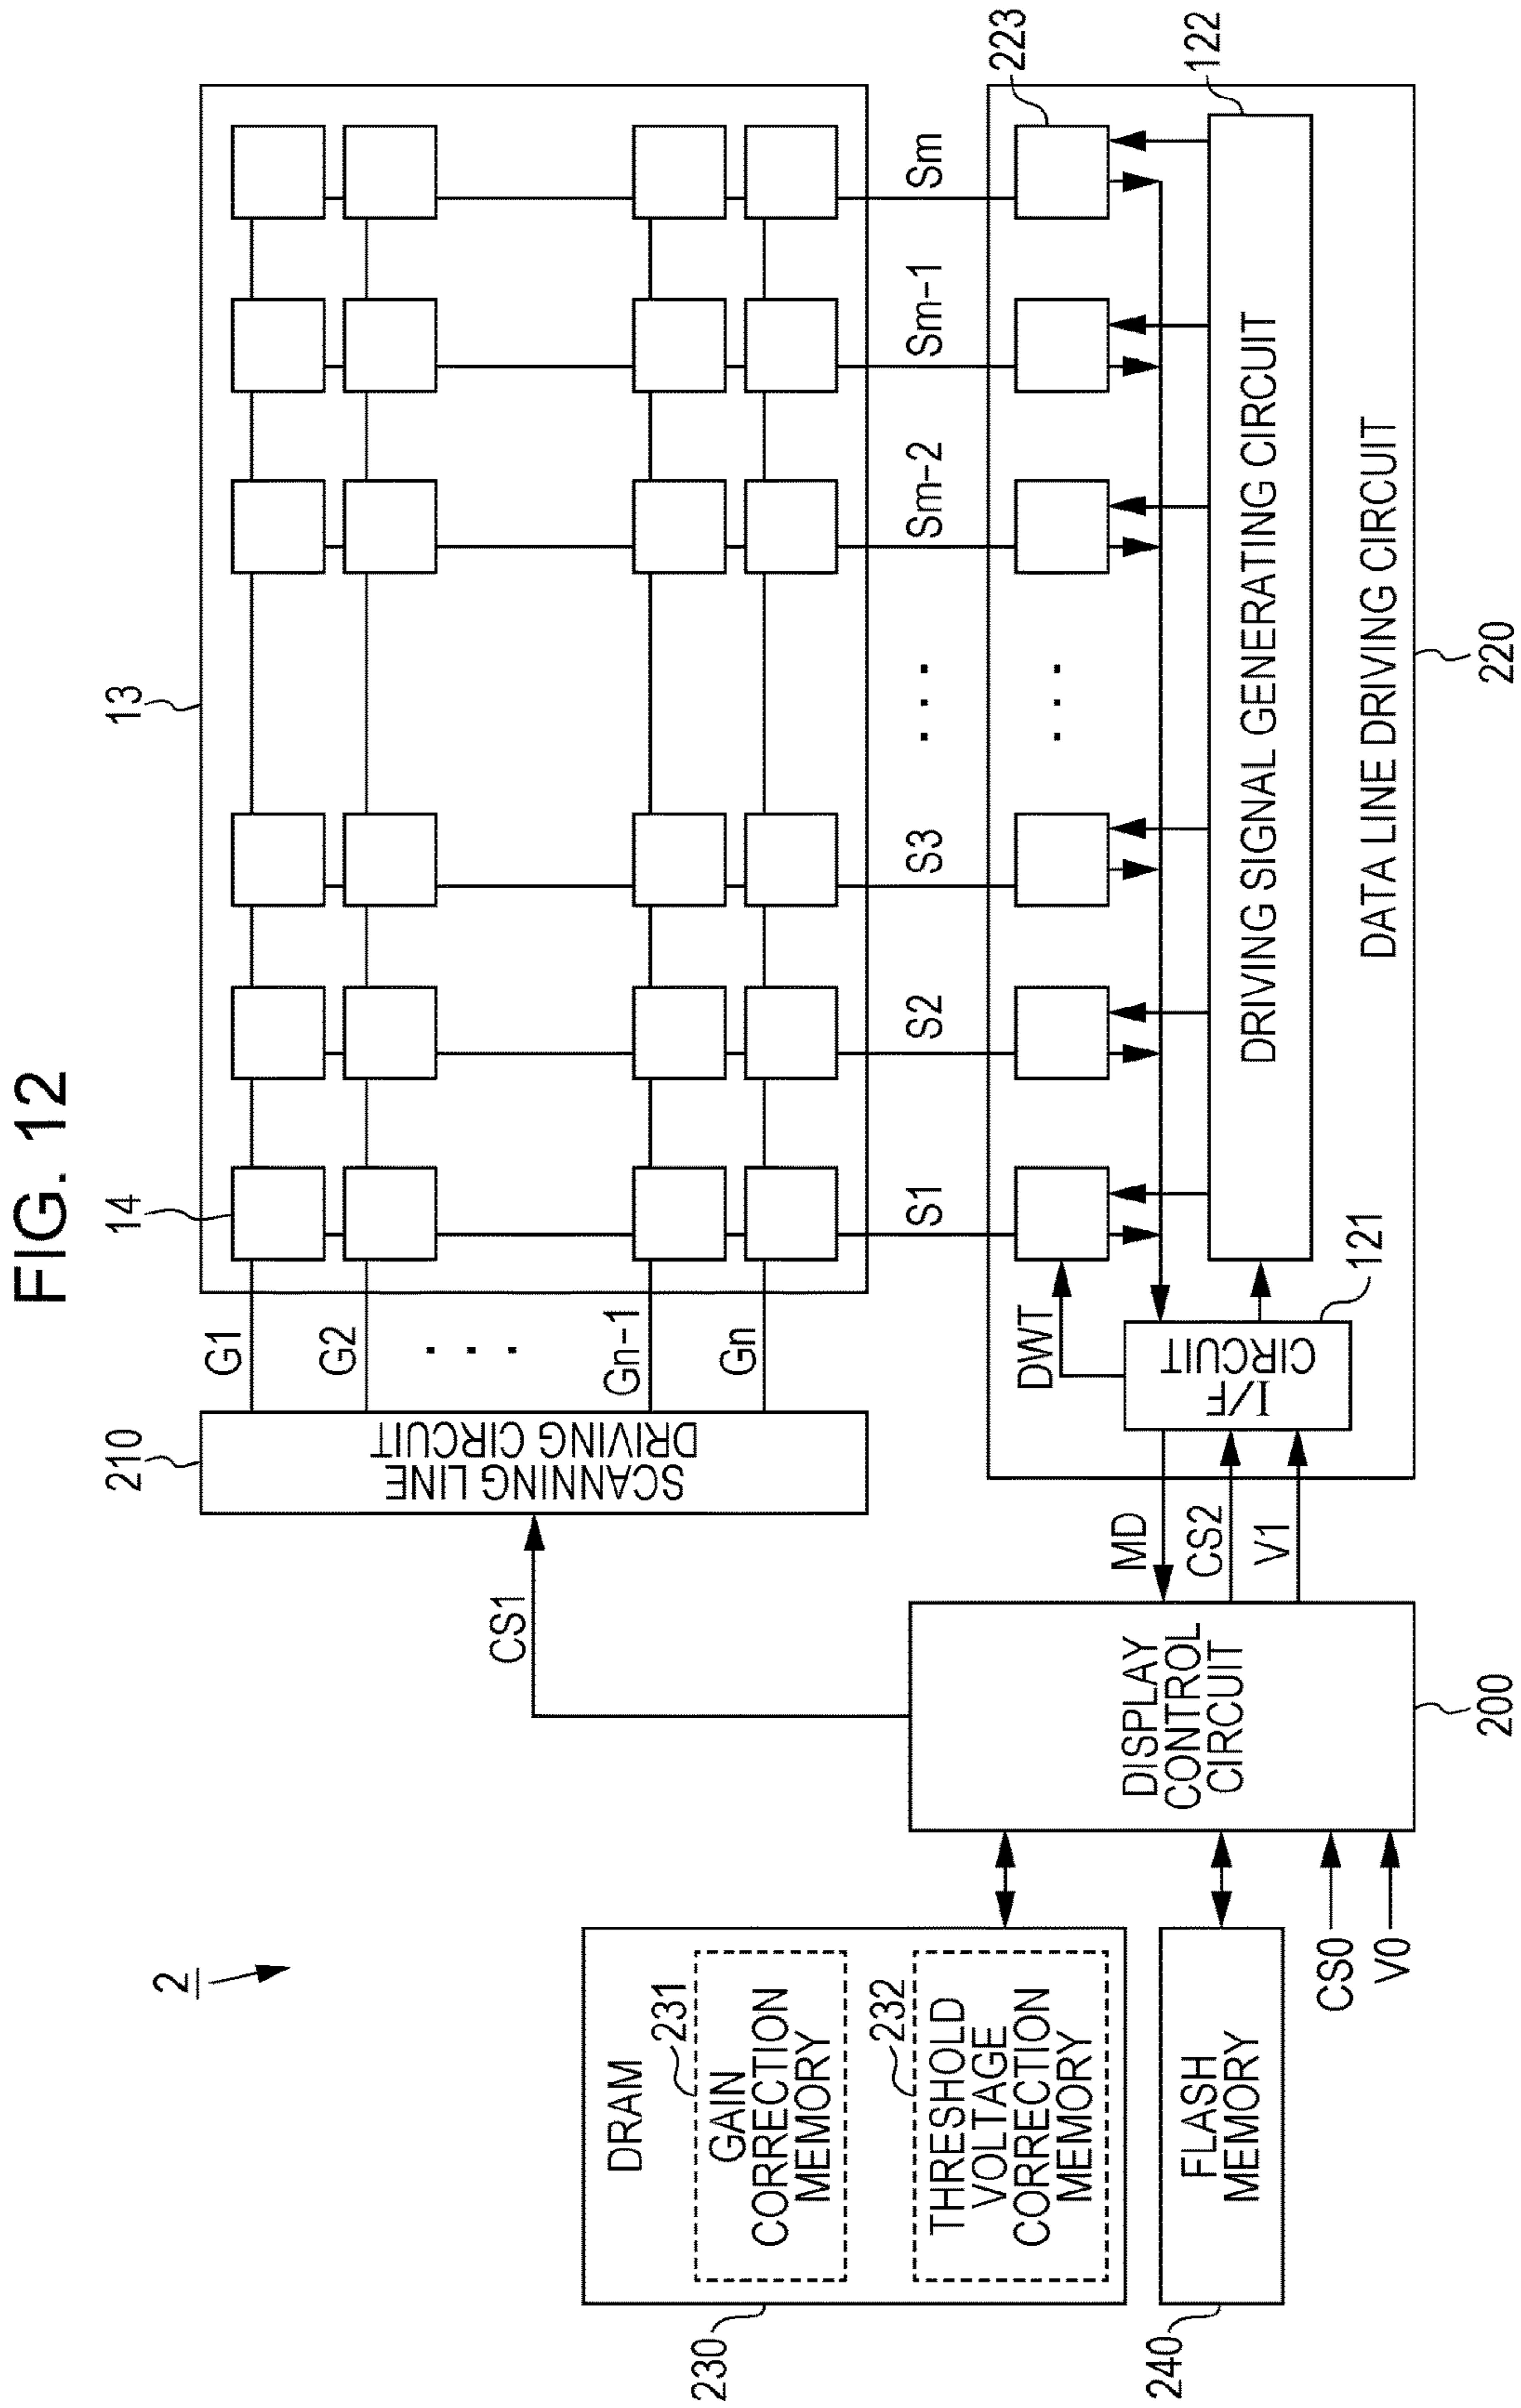 FIG. 12
2
13
14
210
SCANNING LINE
DRIVING CIRCUIT
G1
G2
. . .
Gn-1
Gn
CS1
S1
S2
S3
. . .
Sm-2
Sm-1
Sm
223
. . .
122
DRIVING SIGNAL GENERATING CIRCUIT
DATA LINE DRIVING CIRCUIT
220
DWT
I/F
CIRCUIT
121
MD
CS2
V1
DISPLAY
CONTROL
CIRCUIT
200
DRAM
231
GAIN
CORRECTION
MEMORY
232
THRESHOLD
VOLTAGE
CORRECTION
MEMORY
230
FLASH
MEMORY
240
CS0
V0